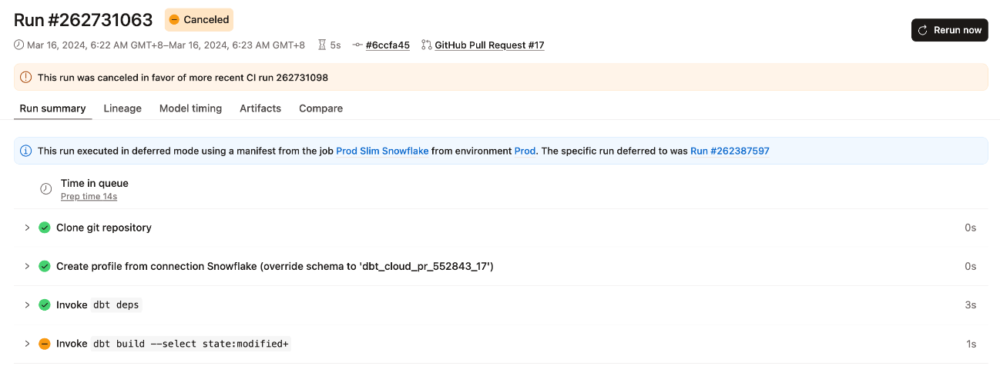 Run #262731063 Canceled
Mar 16, 2024, 6:22 AM GMT+8–Mar 16, 2024, 6:23 AM GMT+8 5s #6ccfa45 GitHub Pull Request #17
Rerun now
This run was canceled in favor of more recent CI run 262731098
Run summary Lineage Model timing Artifacts Compare
This run executed in deferred mode using a manifest from the job Prod Slim Snowflake from environment Prod. The specific run deferred to was Run #262387597
Time in queue
Prep time 14s
Clone git repository 0s
Create profile from connection Snowflake (override schema to 'dbt_cloud_pr_552843_17') 0s
Invoke dbt deps 3s
Invoke dbt build --select state:modified+ 1s